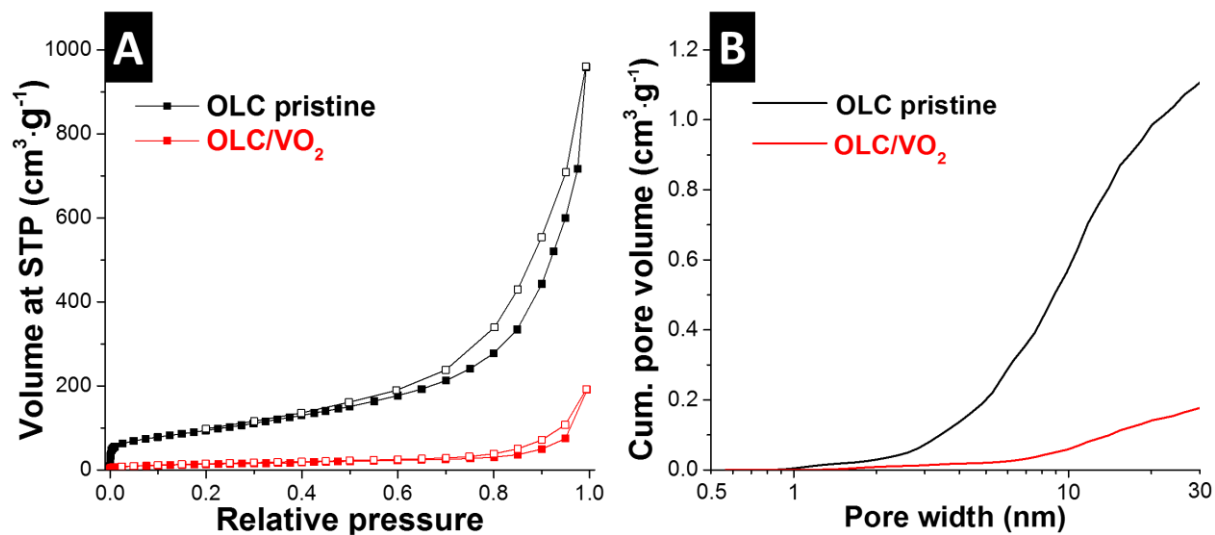 A
Volume at STP (cm³·g⁻¹)
1000
800
600
400
200
0
OLC pristine
OLC/VO₂
0.0 0.2 0.4 0.6 0.8 1.0
Relative pressure
B
Cum. pore volume (cm³·g⁻¹)
1.2
1.0
0.8
0.6
0.4
0.2
0.0
OLC pristine
OLC/VO₂
0.5 1 10 30
Pore width (nm)